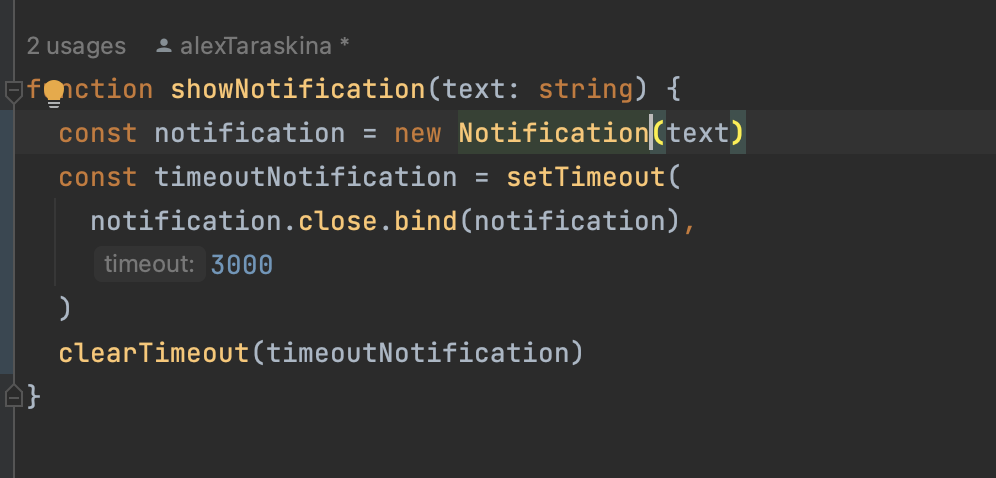 2 usages alexTaraskina *
function showNotification(text: string) {
const notification = new Notification(text)
const timeoutNotification = setTimeout(
notification.close.bind(notification),
timeout: 3000
)
clearTimeout(timeoutNotification)
}